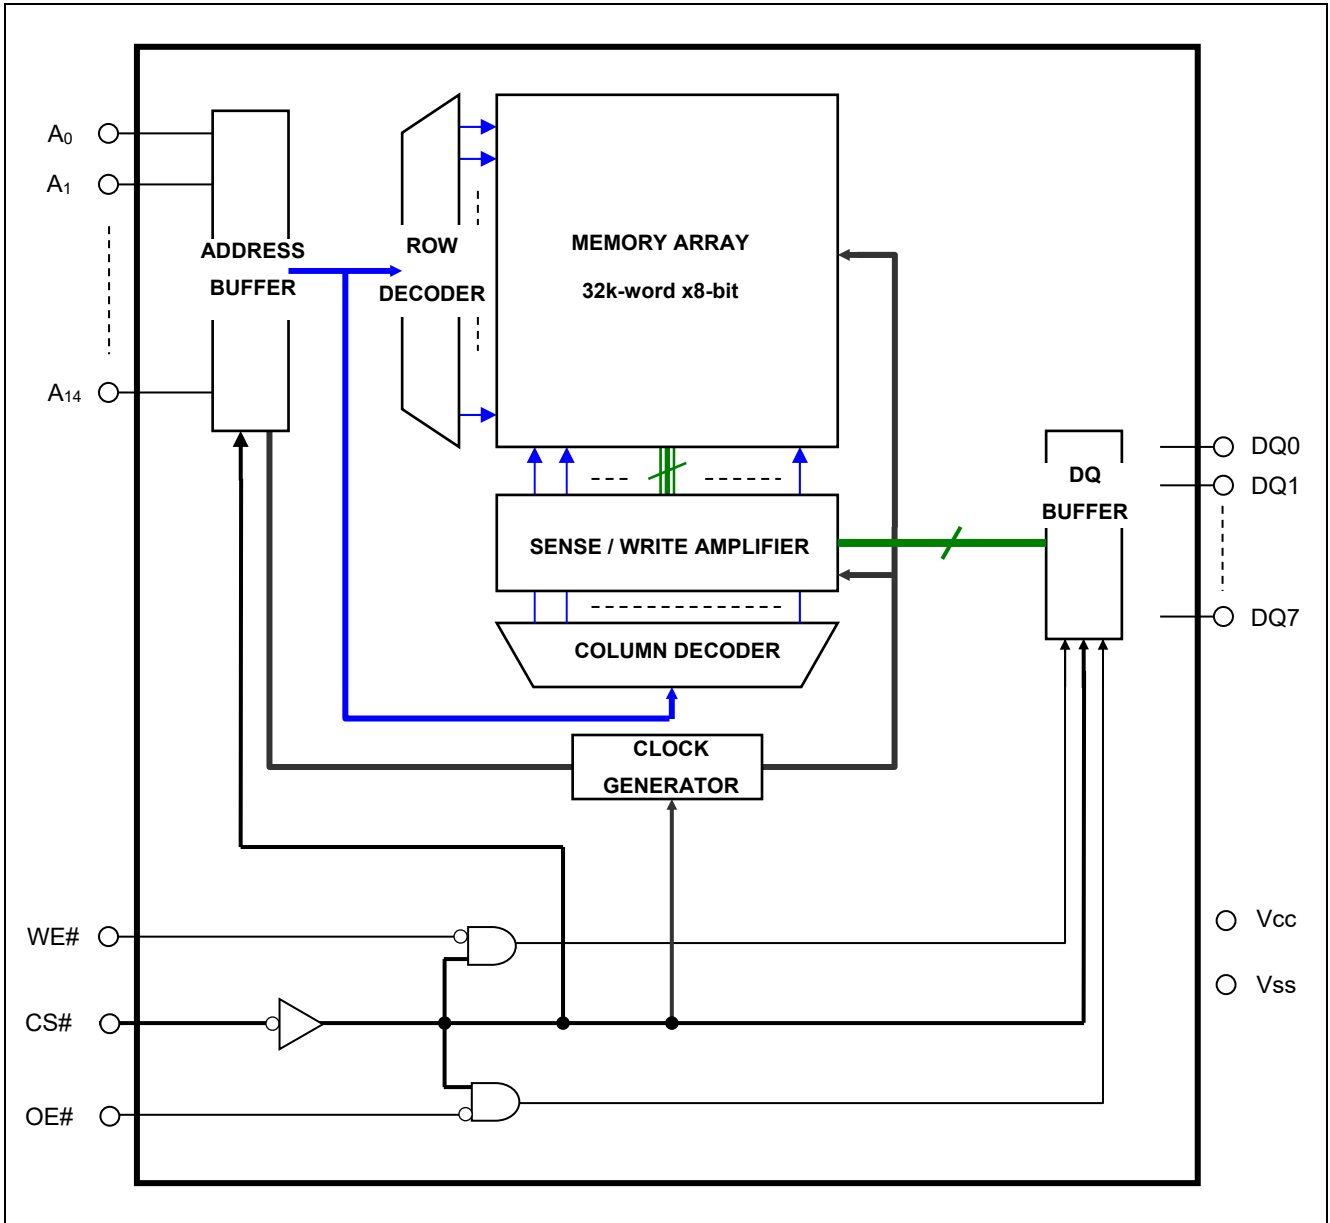 A0
A1
A14
ADDRESS
BUFFER
ROW
DECODER
MEMORY ARRAY
32k-word x8-bit
SENSE / WRITE AMPLIFIER
COLUMN DECODER
CLOCK
GENERATOR
DQ
BUFFER
DQ0
DQ1
DQ7
WE#
CS#
OE#
Vcc
Vss